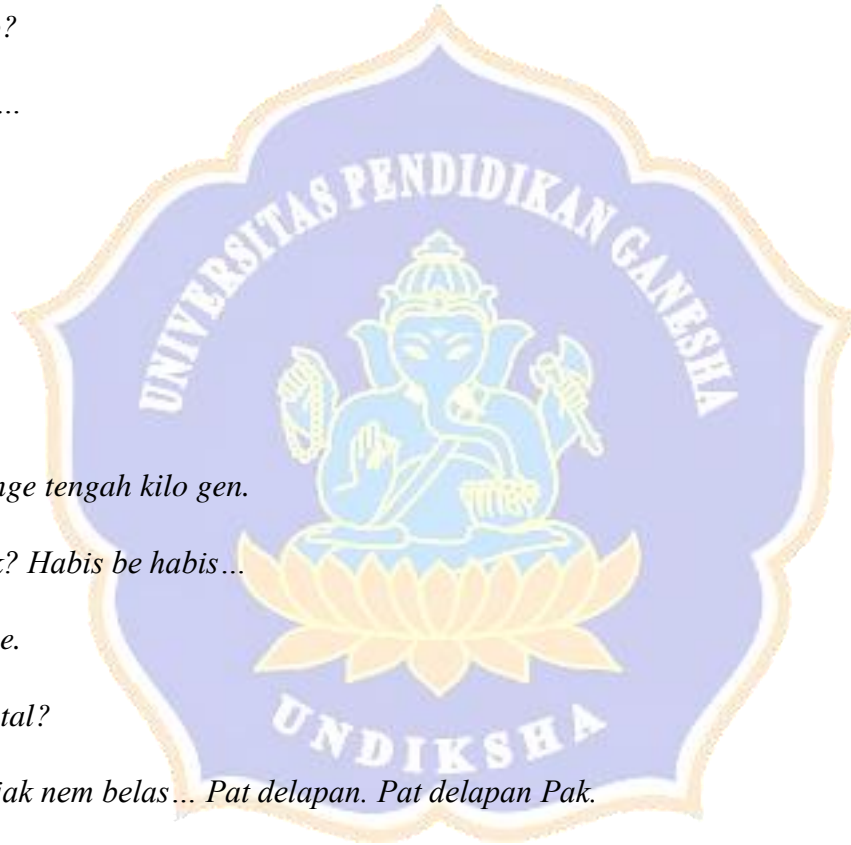 ?
…
UNIVERSITAS PENDIDIKAN GANESHA
nge tengah kilo gen.
? Habis be habis…
e.
tal?
ak nem belas… Pat delapan. Pat delapan Pak.
UNDIKSHA